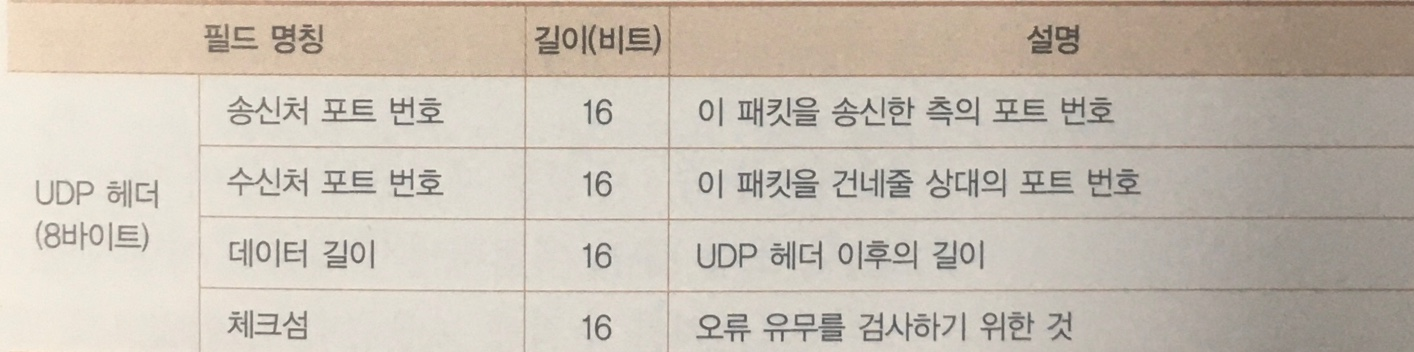 필드 명칭 길이(비트) 설명
송신처 포트 번호 16 이 패킷을 송신한 측의 포트 번호
수신처 포트 번호 16 이 패킷을 건네줄 상대의 포트 번호
UDP 헤더
(8바이트)
데이터 길이 16 UDP 헤더 이후의 길이
체크섬 16 오류 유무를 검사하기 위한 것